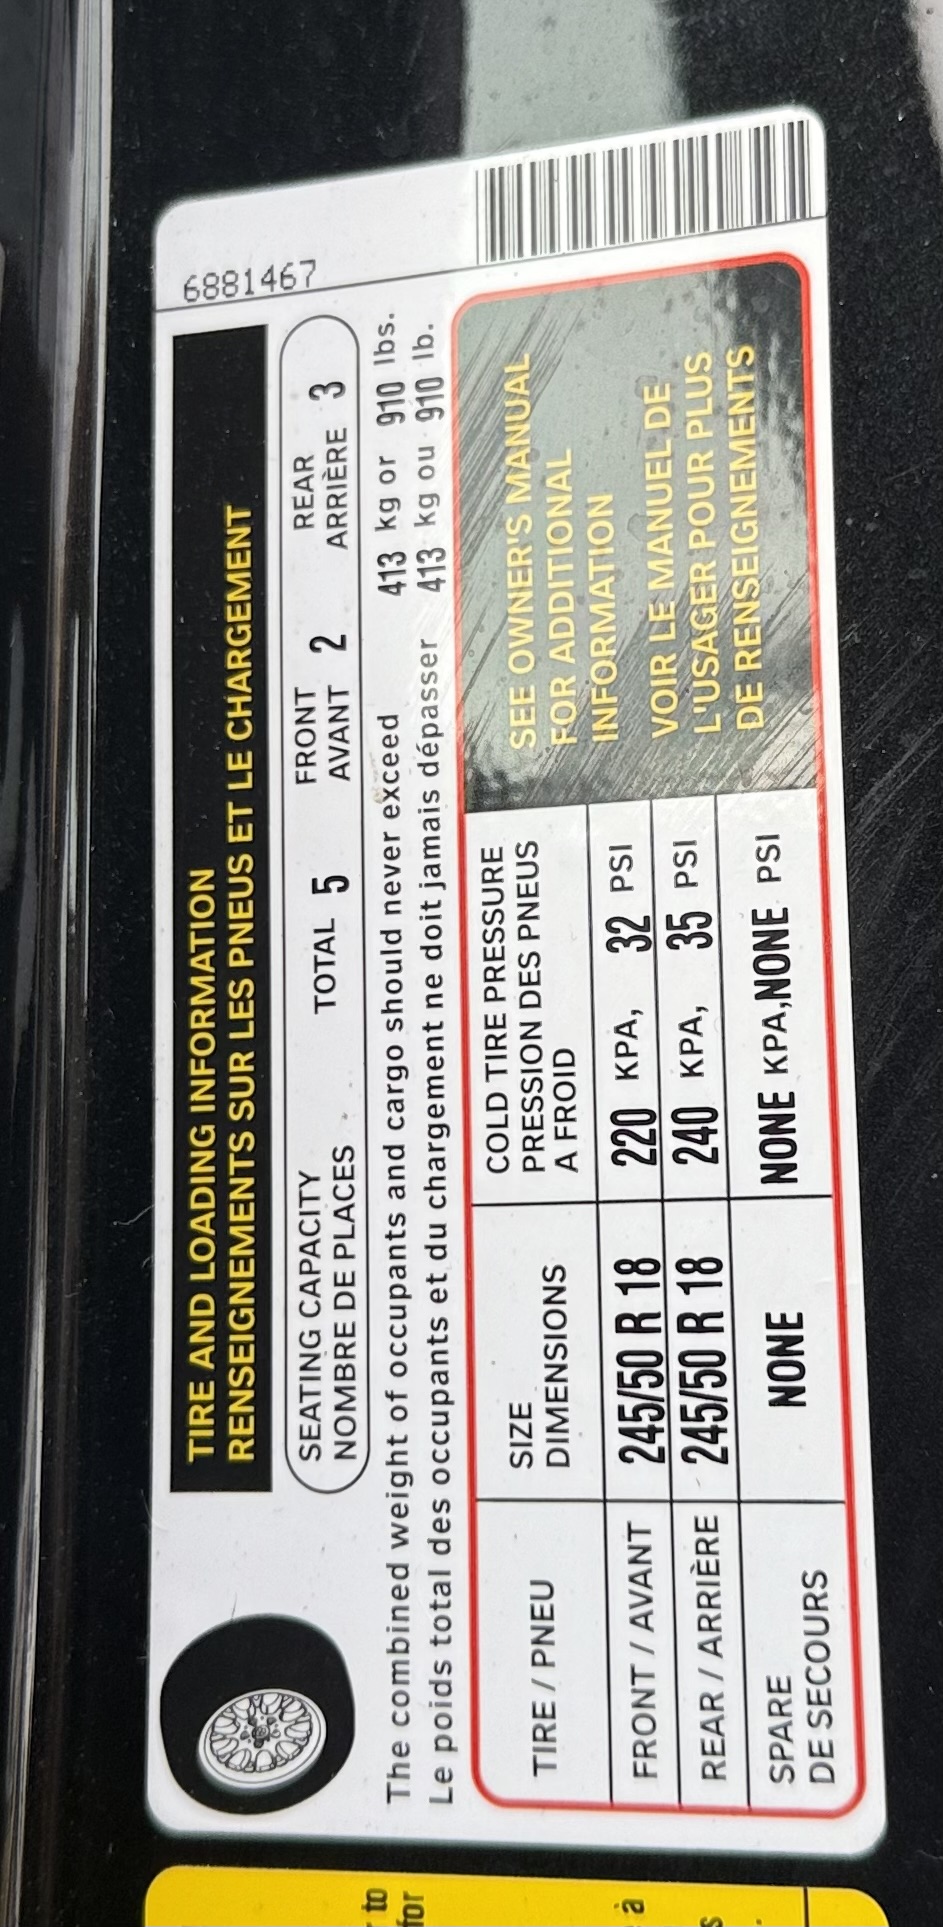 6881467
TIRE AND LOADING INFORMATION
RENSEIGNEMENTS SUR LES PNEUS ET LE CHARGEMENT
SEATING CAPACITY
NOMBRE DE PLACES
TOTAL 5
FRONT
AVANT 2
REAR
ARRIÈRE 3
The combined weight of occupants and cargo should never exceed 413 kg or 910 lbs.
Le poids total des occupants et du chargement ne doit jamais dépasser 413 kg ou 910 lb.
TIRE / PNEU
SIZE
DIMENSIONS
COLD TIRE PRESSURE
PRESSION DES PNEUS
A FROID
FRONT / AVANT 245/50 R 18 220 KPA, 32 PSI
REAR / ARRIÈRE 245/50 R 18 240 KPA, 35 PSI
SPARE
DE SECOURS
NONE NONE KPA,NONE PSI
SEE OWNER'S MANUAL
FOR ADDITIONAL
INFORMATION
VOIR LE MANUEL DE
L'USAGER POUR PLUS
DE RENSEIGNEMENTS
to
for
à